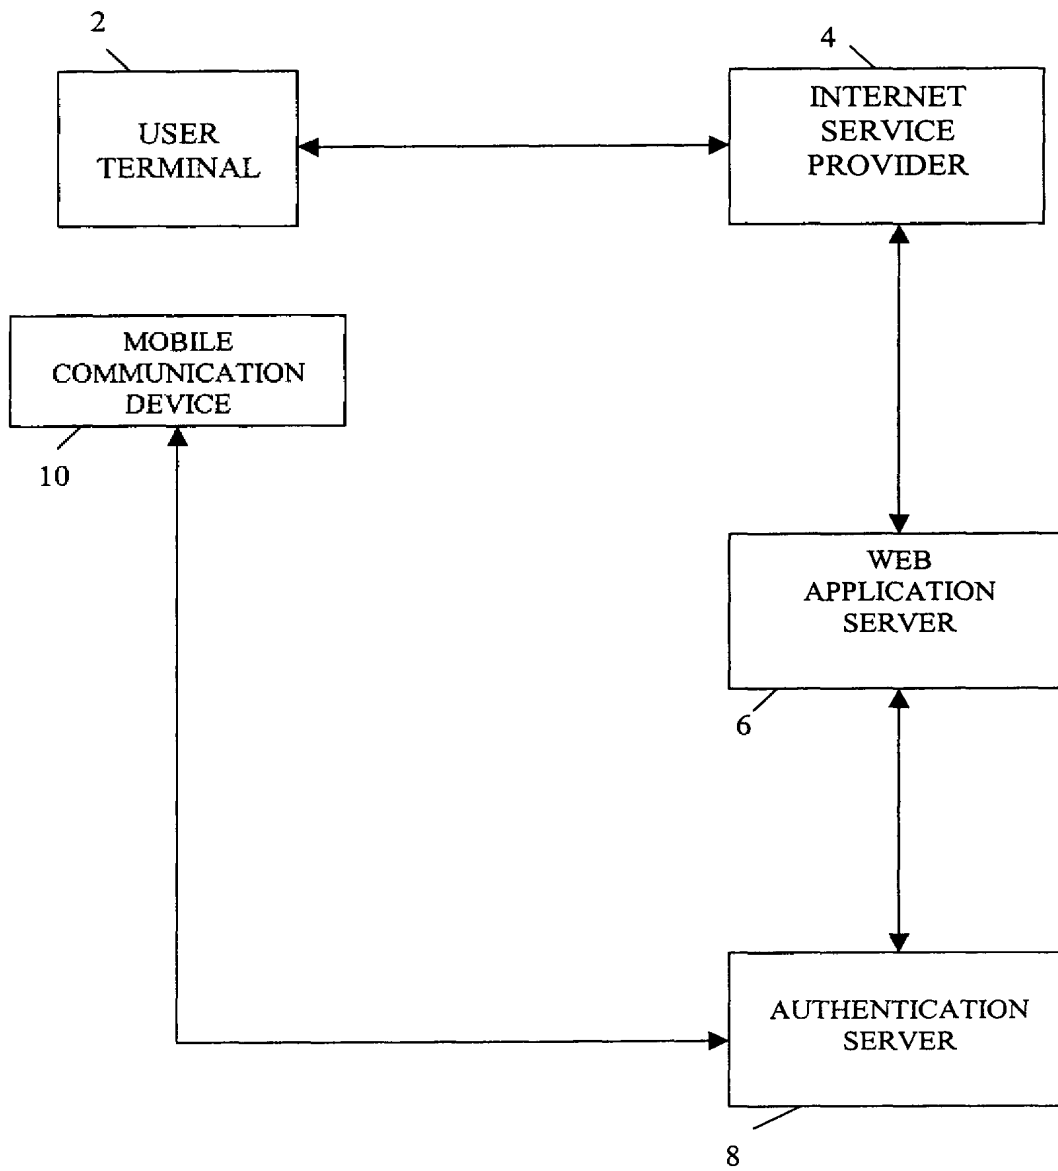 2
USER
TERMINAL
4
INTERNET
SERVICE
PROVIDER
MOBILE
COMMUNICATION
DEVICE
10
WEB
APPLICATION
SERVER
6
AUTHENTICATION
SERVER
8